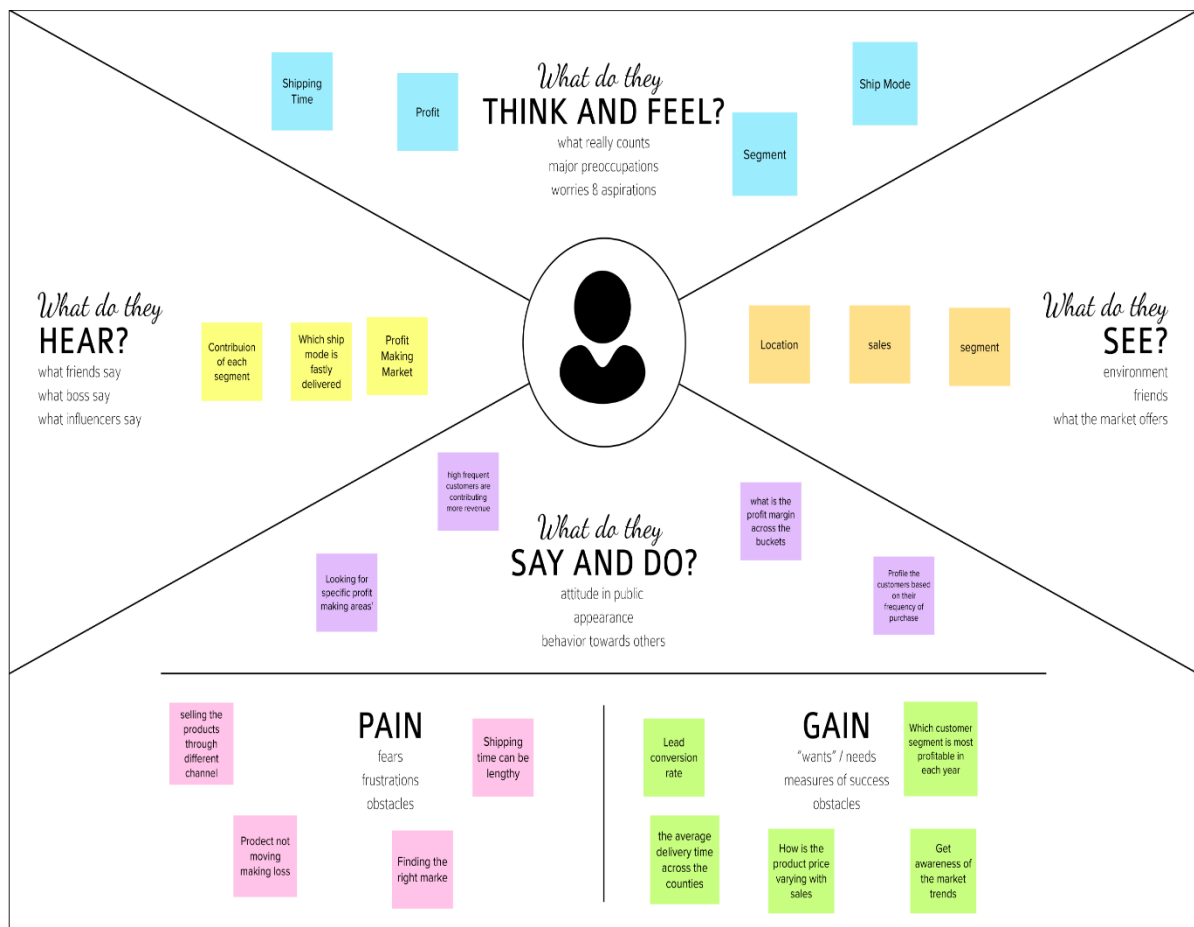 What do they
THINK AND FEEL?
what really counts
major preoccupations
worries & aspirations
Shipping
Time
Profit
Segment
Ship Mode
What do they
HEAR?
what friends say
what boss say
what influencers say
Contribuion
of each
segment
Which ship
mode is
fastly
delivered
Profit
Making
Market
Location
sales
segment
What do they
SEE?
environment
friends
what the market offers
high frequent
customers are
contributing
more revenue
Looking for
specific profit
making areas'
What do they
SAY AND DO?
attitude in public
appearance
behavior towards others
what is the
profit margin
across the
buckets
Profile the
customers based
on their
frequency of
purchase
selling the
products
through
different
channel
PAIN
fears
frustrations
obstacles
Shipping
time can be
lengthy
Prodect not
moving
making loss
Finding the
right marke
Lead
conversion
rate
GAIN
"wants" / needs
measures of success
obstacles
Which customer
segment is most
profitable in
each year
the average
delivery time
across the
counties
How is the
product price
varying with
sales
Get
awareness of
the market
trends